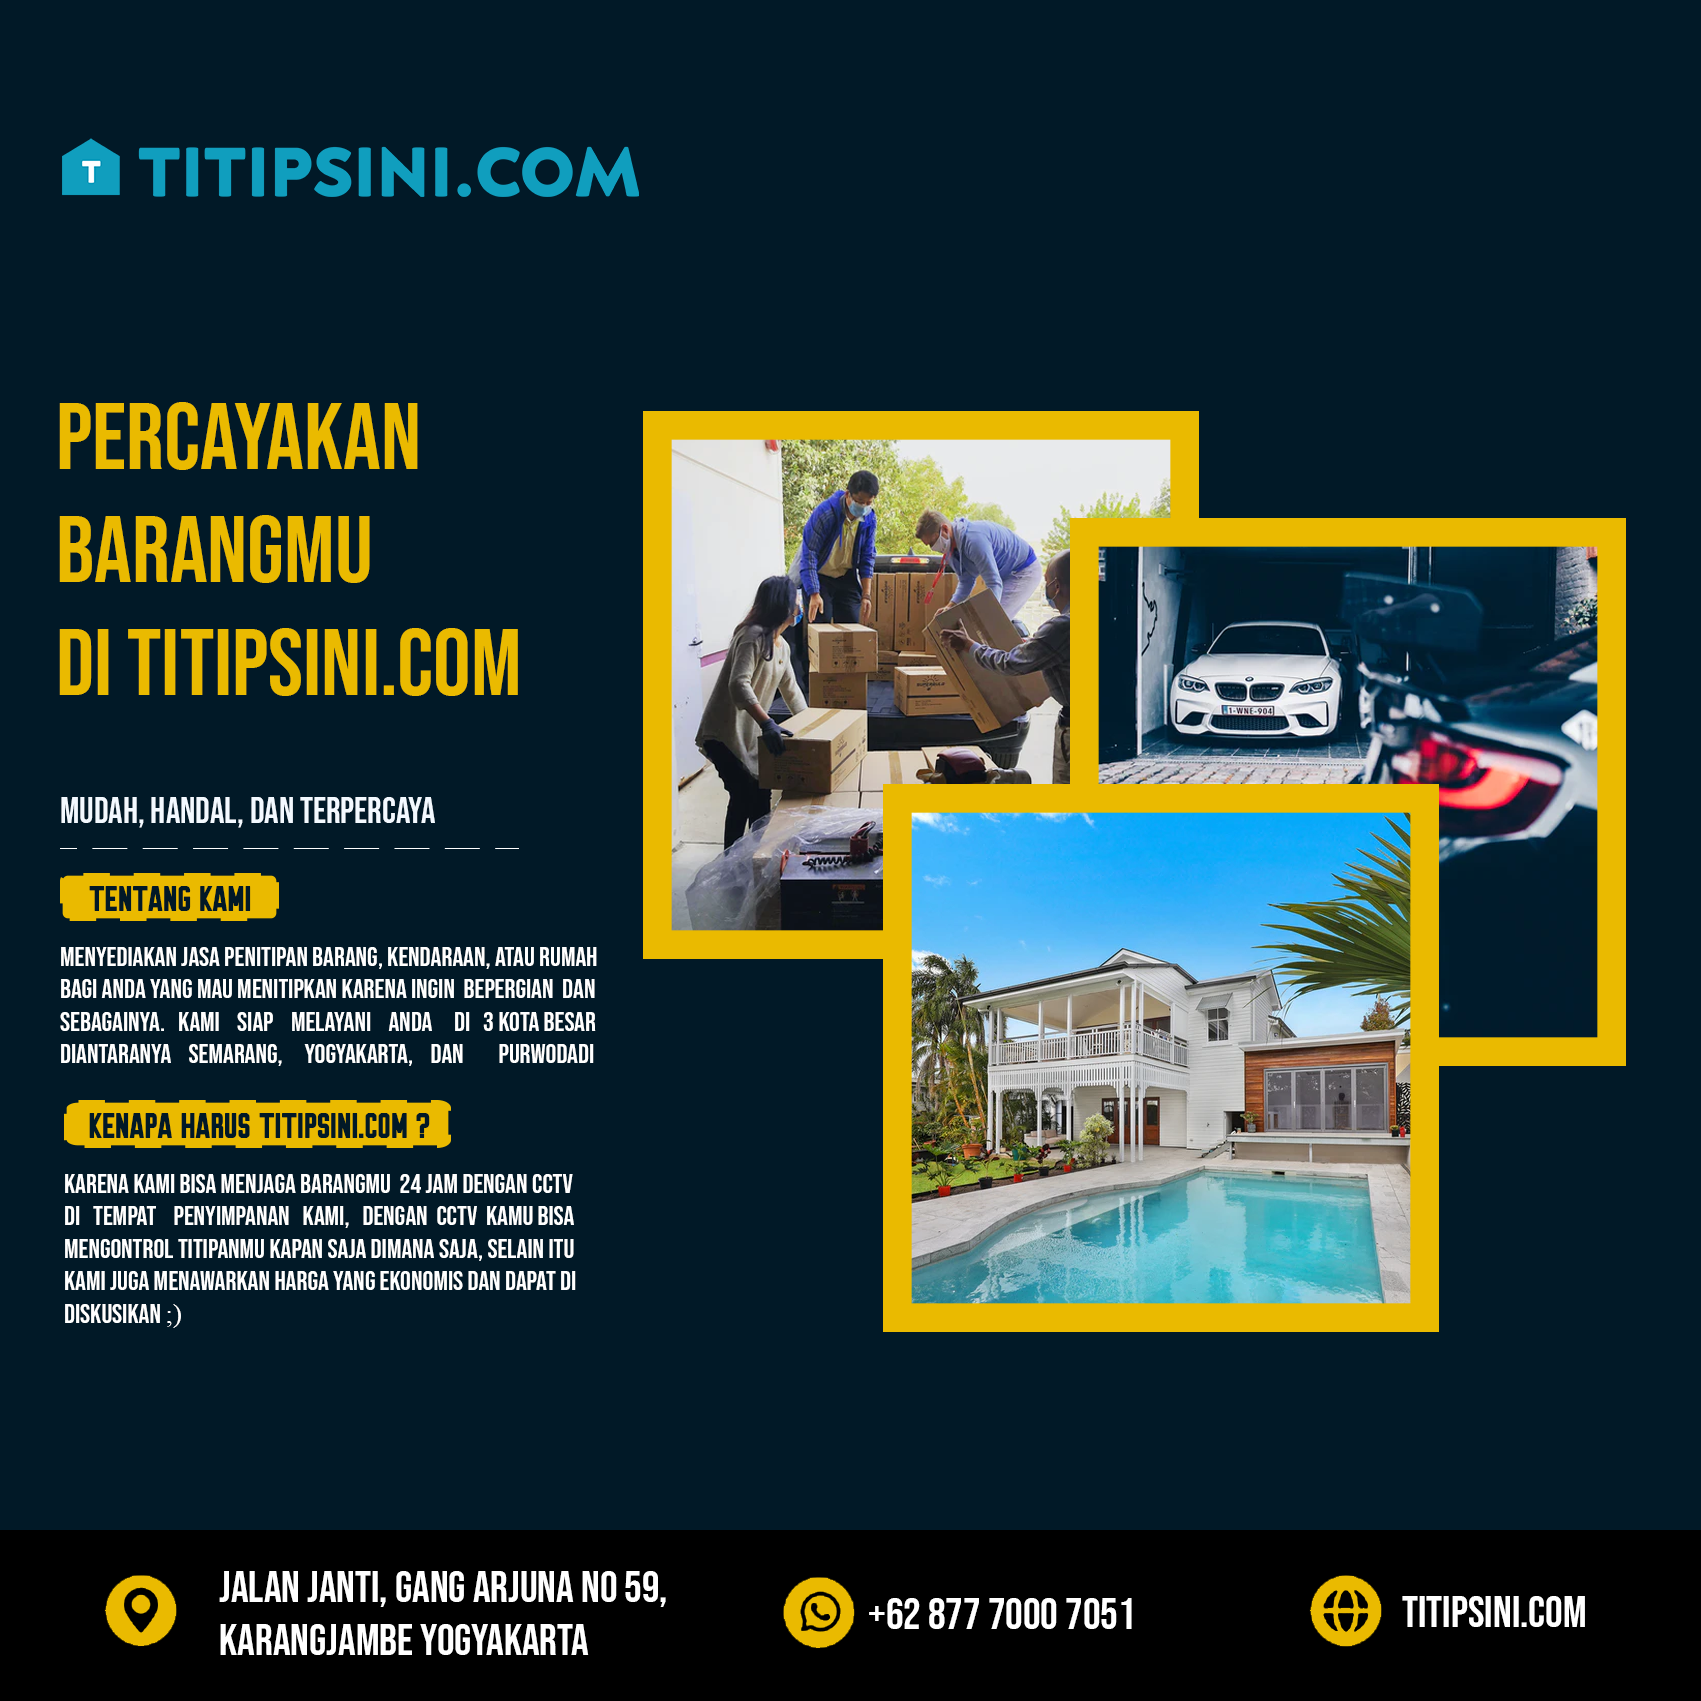 T TITIPSINI.COM
PERCAYAKAN
BARANGMU
DI TITIPSINI.COM
MUDAH, HANDAL, DAN TERPERCAYA
TENTANG KAMI
MENYEDIAKAN JASA PENITIPAN BARANG, KENDARAAN, ATAU RUMAH
BAGI ANDA YANG MAU MENITIPKAN KARENA INGIN BEPERGIAN DAN
SEBAGAINYA. KAMI SIAP MELAYANI ANDA DI 3 KOTA BESAR
DIANTARANYA SEMARANG, YOGYAKARTA, DAN PURWODADI
KENAPA HARUS TITIPSINI.COM ?
KARENA KAMI BISA MENJAGA BARANGMU 24 JAM DENGAN CCTV
DI TEMPAT PENYIMPANAN KAMI, DENGAN CCTV KAMU BISA
MENGONTROL TITIPANMU KAPAN SAJA DIMANA SAJA, SELAIN ITU
KAMI JUGA MENAWARKAN HARGA YANG EKONOMIS DAN DAPAT DI
DISKUSIKAN ;)
1-WNE-904
JALAN JANTI, GANG ARJUNA NO 59,
KARANGJAMBE YOGYAKARTA
+62 877 7000 7051
TITIPSINI.COM